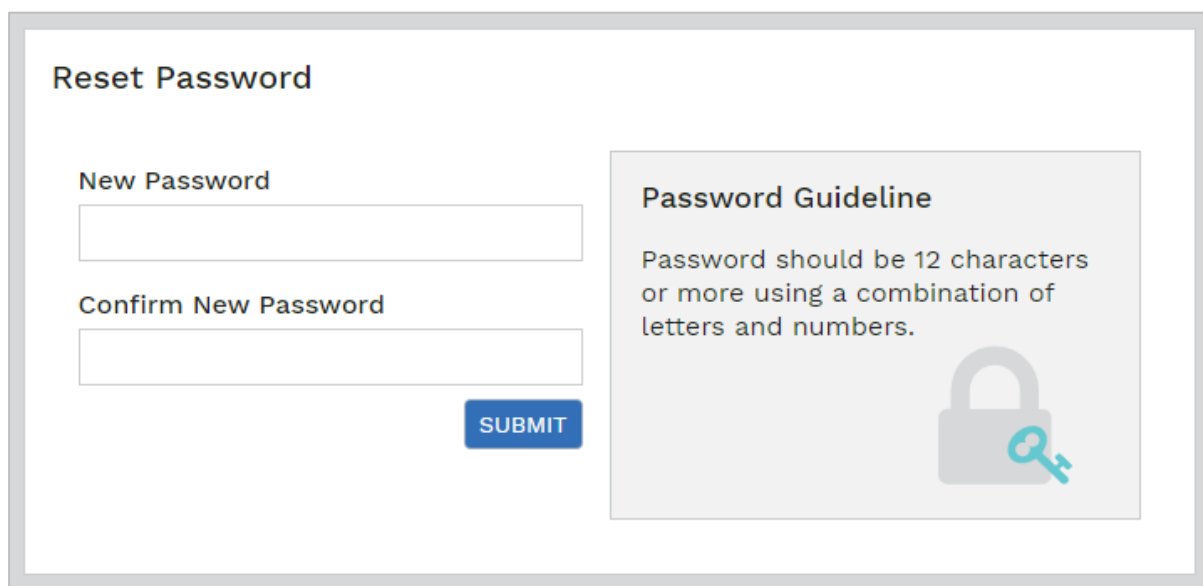 Reset Password
New Password
Confirm New Password
SUBMIT
Password Guideline
Password should be 12 characters
or more using a combination of
letters and numbers.